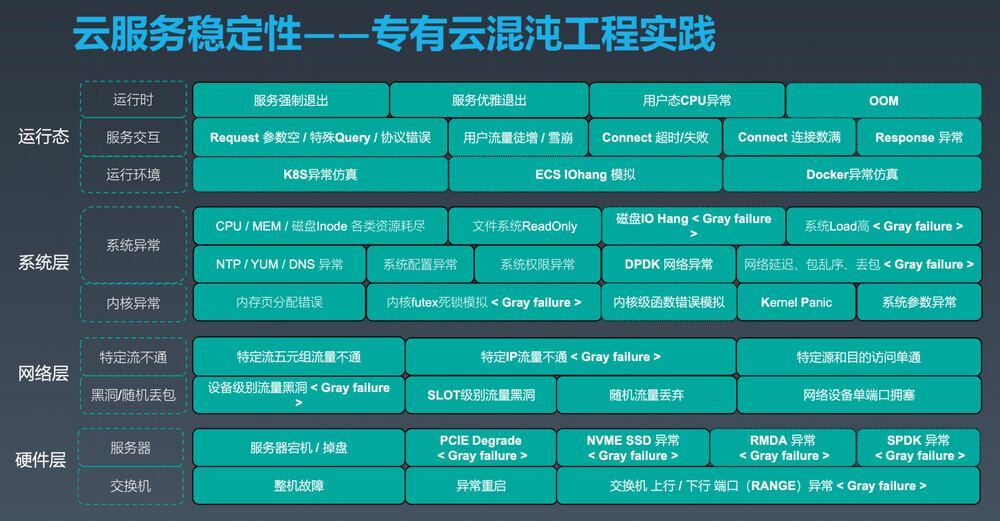 云服务稳定性——专有云混沌工程实践
运行态
运行时
服务强制退出
服务优雅退出
用户态CPU异常
OOM
服务交互
Request 参数空 / 特殊Query / 协议错误
用户流量徒增 / 雪崩
Connect 超时/失败
Connect 连接数满
Response 异常
运行环境
K8S异常仿真
ECS IOhang 模拟
Docker异常仿真
系统层
系统异常
CPU / MEM / 磁盘Inode 各类资源耗尽
文件系统ReadOnly
磁盘IO Hang < Gray failure
>
系统Load高 < Gray failure >
NTP / YUM / DNS 异常
系统配置异常
系统权限异常
DPDK 网络异常
网络延迟、包乱序、丢包 < Gray failure >
内核异常
内存页分配错误
内核futex死锁模拟 < Gray failure >
内核级函数错误模拟
Kernel Panic
系统参数异常
网络层
特定流不通
特定流五元组流量不通
特定IP流量不通 < Gray failure >
特定源和目的访问单通
黑洞/随机丢包
设备级别流量黑洞 < Gray failure
>
SLOT级别流量黑洞
随机流量丢弃
网络设备单端口拥塞
硬件层
服务器
服务器宕机 / 掉盘
PCIE Degrade
< Gray failure >
NVME SSD 异常
< Gray failure >
RMDA 异常
< Gray failure >
SPDK 异常
< Gray failure >
交换机
整机故障
异常重启
交换机 上行 / 下行 端口（RANGE）异常 < Gray failure >